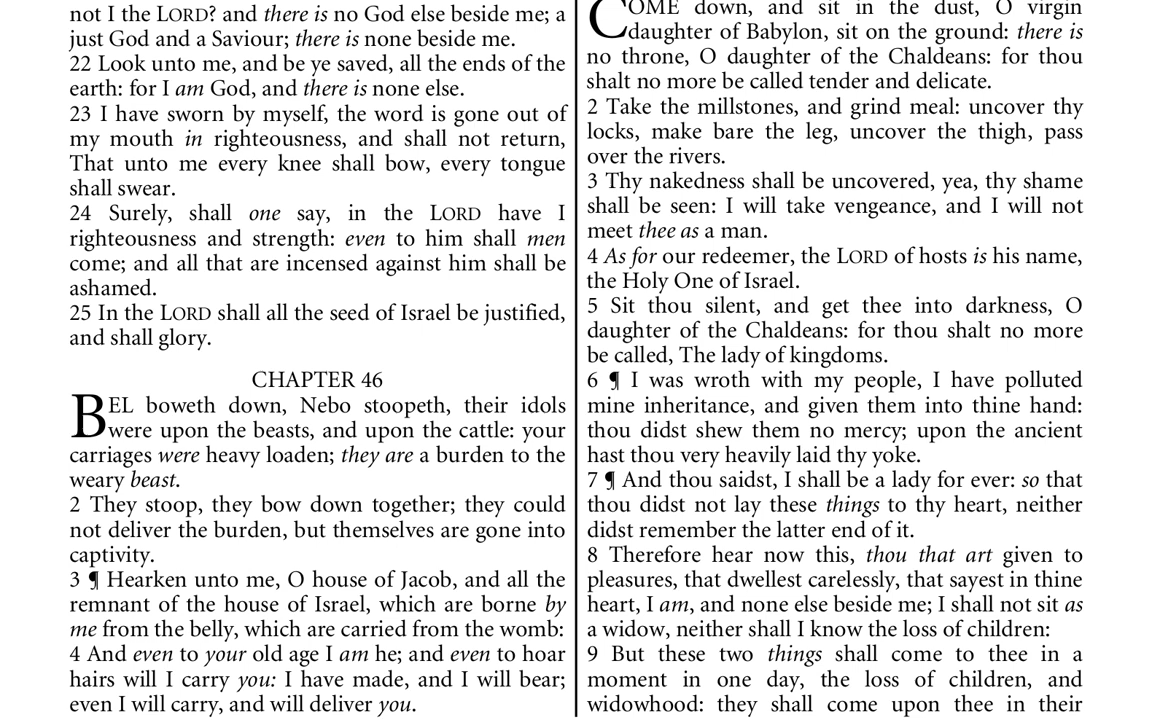 not I the LORD? and there is no God else beside me; a
just God and a Saviour; there is none beside me.
22 Look unto me, and be ye saved, all the ends of the
earth: for I am God, and there is none else.
23 I have sworn by myself, the word is gone out of
my mouth in righteousness, and shall not return,
That unto me every knee shall bow, every tongue
shall swear.
24 Surely, shall one say, in the LORD have I
righteousness and strength: even to him shall men
come; and all that are incensed against him shall be
ashamed.
25 In the LORD shall all the seed of Israel be justified,
and shall glory.
CHAPTER 46
BEL boweth down, Nebo stoopeth, their idols
were upon the beasts, and upon the cattle: your
carriages were heavy loaden; they are a burden to the
weary beast.
2 They stoop, they bow down together; they could
not deliver the burden, but themselves are gone into
captivity.
3 ¶ Hearken unto me, O house of Jacob, and all the
remnant of the house of Israel, which are borne by
me from the belly, which are carried from the womb:
4 And even to your old age I am he; and even to hoar
hairs will I carry you: I have made, and I will bear;
even I will carry, and will deliver you.
COME down, and sit in the dust, O virgin
daughter of Babylon, sit on the ground: there is
no throne, O daughter of the Chaldeans: for thou
shalt no more be called tender and delicate.
2 Take the millstones, and grind meal: uncover thy
locks, make bare the leg, uncover the thigh, pass
over the rivers.
3 Thy nakedness shall be uncovered, yea, thy shame
shall be seen: I will take vengeance, and I will not
meet thee as a man.
4 As for our redeemer, the LORD of hosts is his name,
the Holy One of Israel.
5 Sit thou silent, and get thee into darkness, O
daughter of the Chaldeans: for thou shalt no more
be called, The lady of kingdoms.
6 ¶ I was wroth with my people, I have polluted
mine inheritance, and given them into thine hand:
thou didst shew them no mercy; upon the ancient
hast thou very heavily laid thy yoke.
7 ¶ And thou saidst, I shall be a lady for ever: so that
thou didst not lay these things to thy heart, neither
didst remember the latter end of it.
8 Therefore hear now this, thou that art given to
pleasures, that dwellest carelessly, that sayest in thine
heart, I am, and none else beside me; I shall not sit as
a widow, neither shall I know the loss of children:
9 But these two things shall come to thee in a
moment in one day, the loss of children, and
widowhood: they shall come upon thee in their